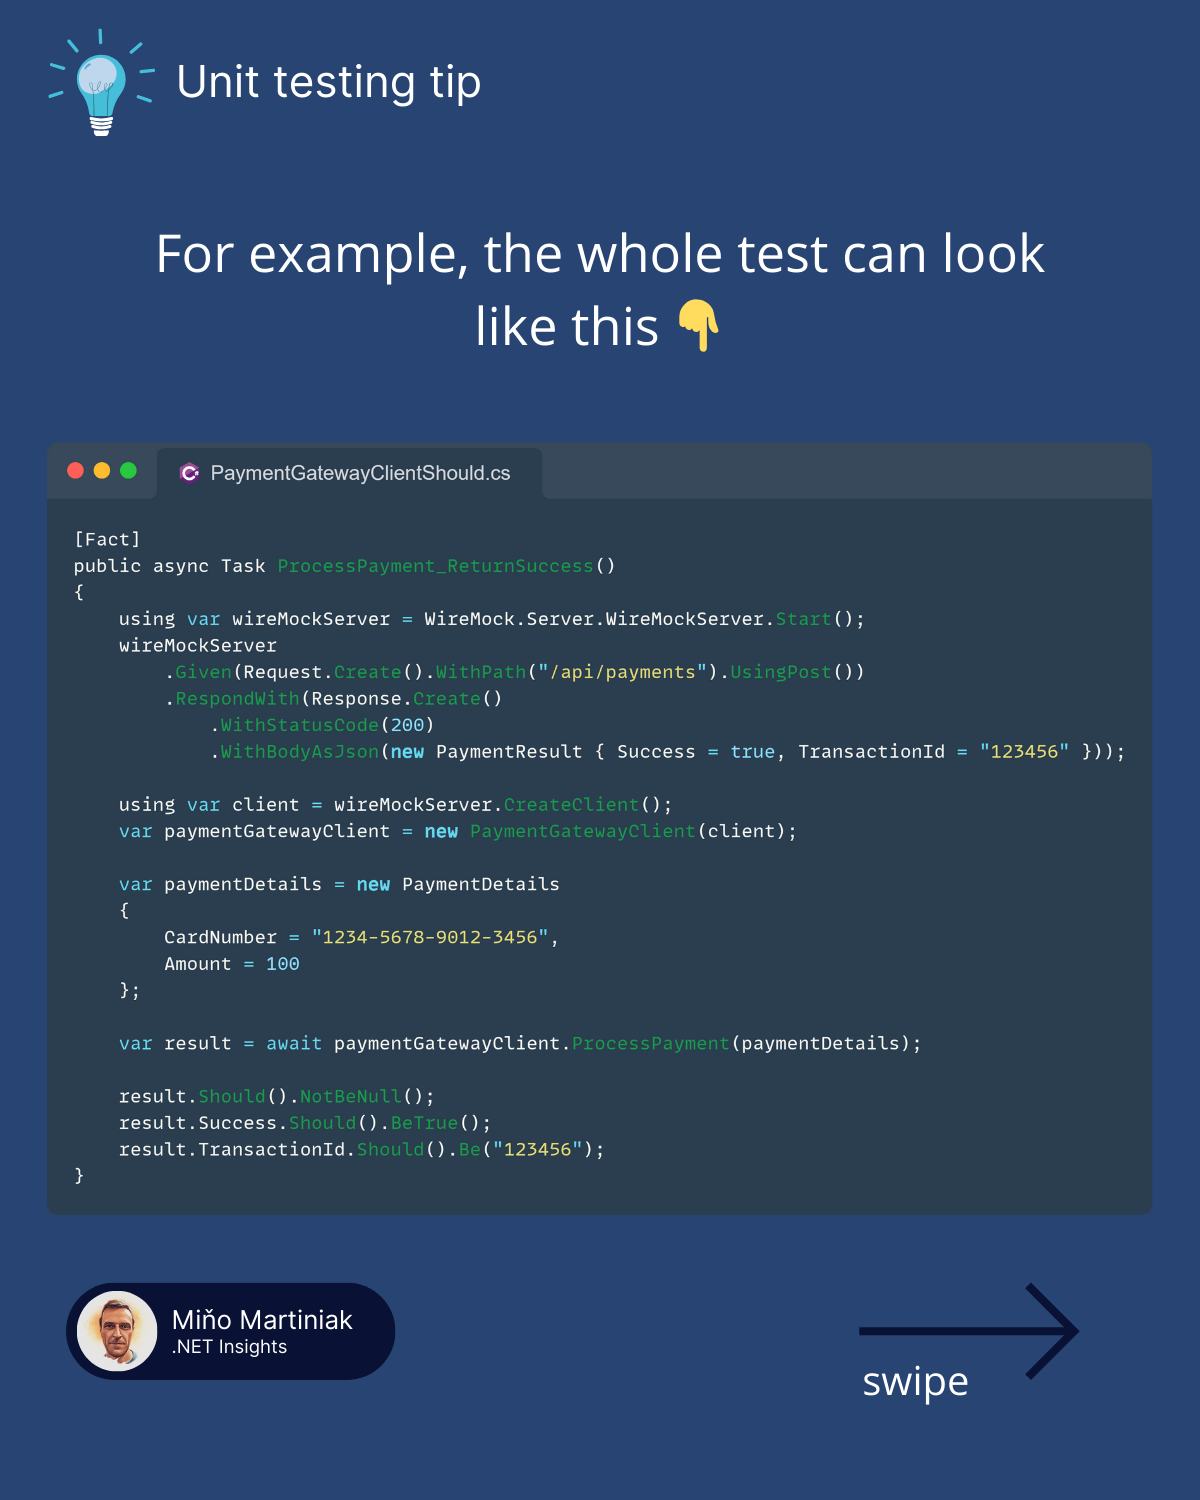 Unit testing tip
For example, the whole test can look
like this 👇
PaymentGatewayClientShould.cs
[Fact]
public async Task ProcessPayment_ReturnSuccess()
{
    using var wireMockServer = WireMock.Server.WireMockServer.Start();
    wireMockServer
        .Given(Request.Create().WithPath("/api/payments").UsingPost())
        .RespondWith(Response.Create()
            .WithStatusCode(200)
            .WithBodyAsJson(new PaymentResult { Success = true, TransactionId = "123456" }));

    using var client = wireMockServer.CreateClient();
    var paymentGatewayClient = new PaymentGatewayClient(client);

    var paymentDetails = new PaymentDetails
    {
        CardNumber = "1234-5678-9012-3456",
        Amount = 100
    };

    var result = await paymentGatewayClient.ProcessPayment(paymentDetails);

    result.Should().NotBeNull();
    result.Success.Should().BeTrue();
    result.TransactionId.Should().Be("123456");
}
Miňo Martiniak
.NET Insights
swipe